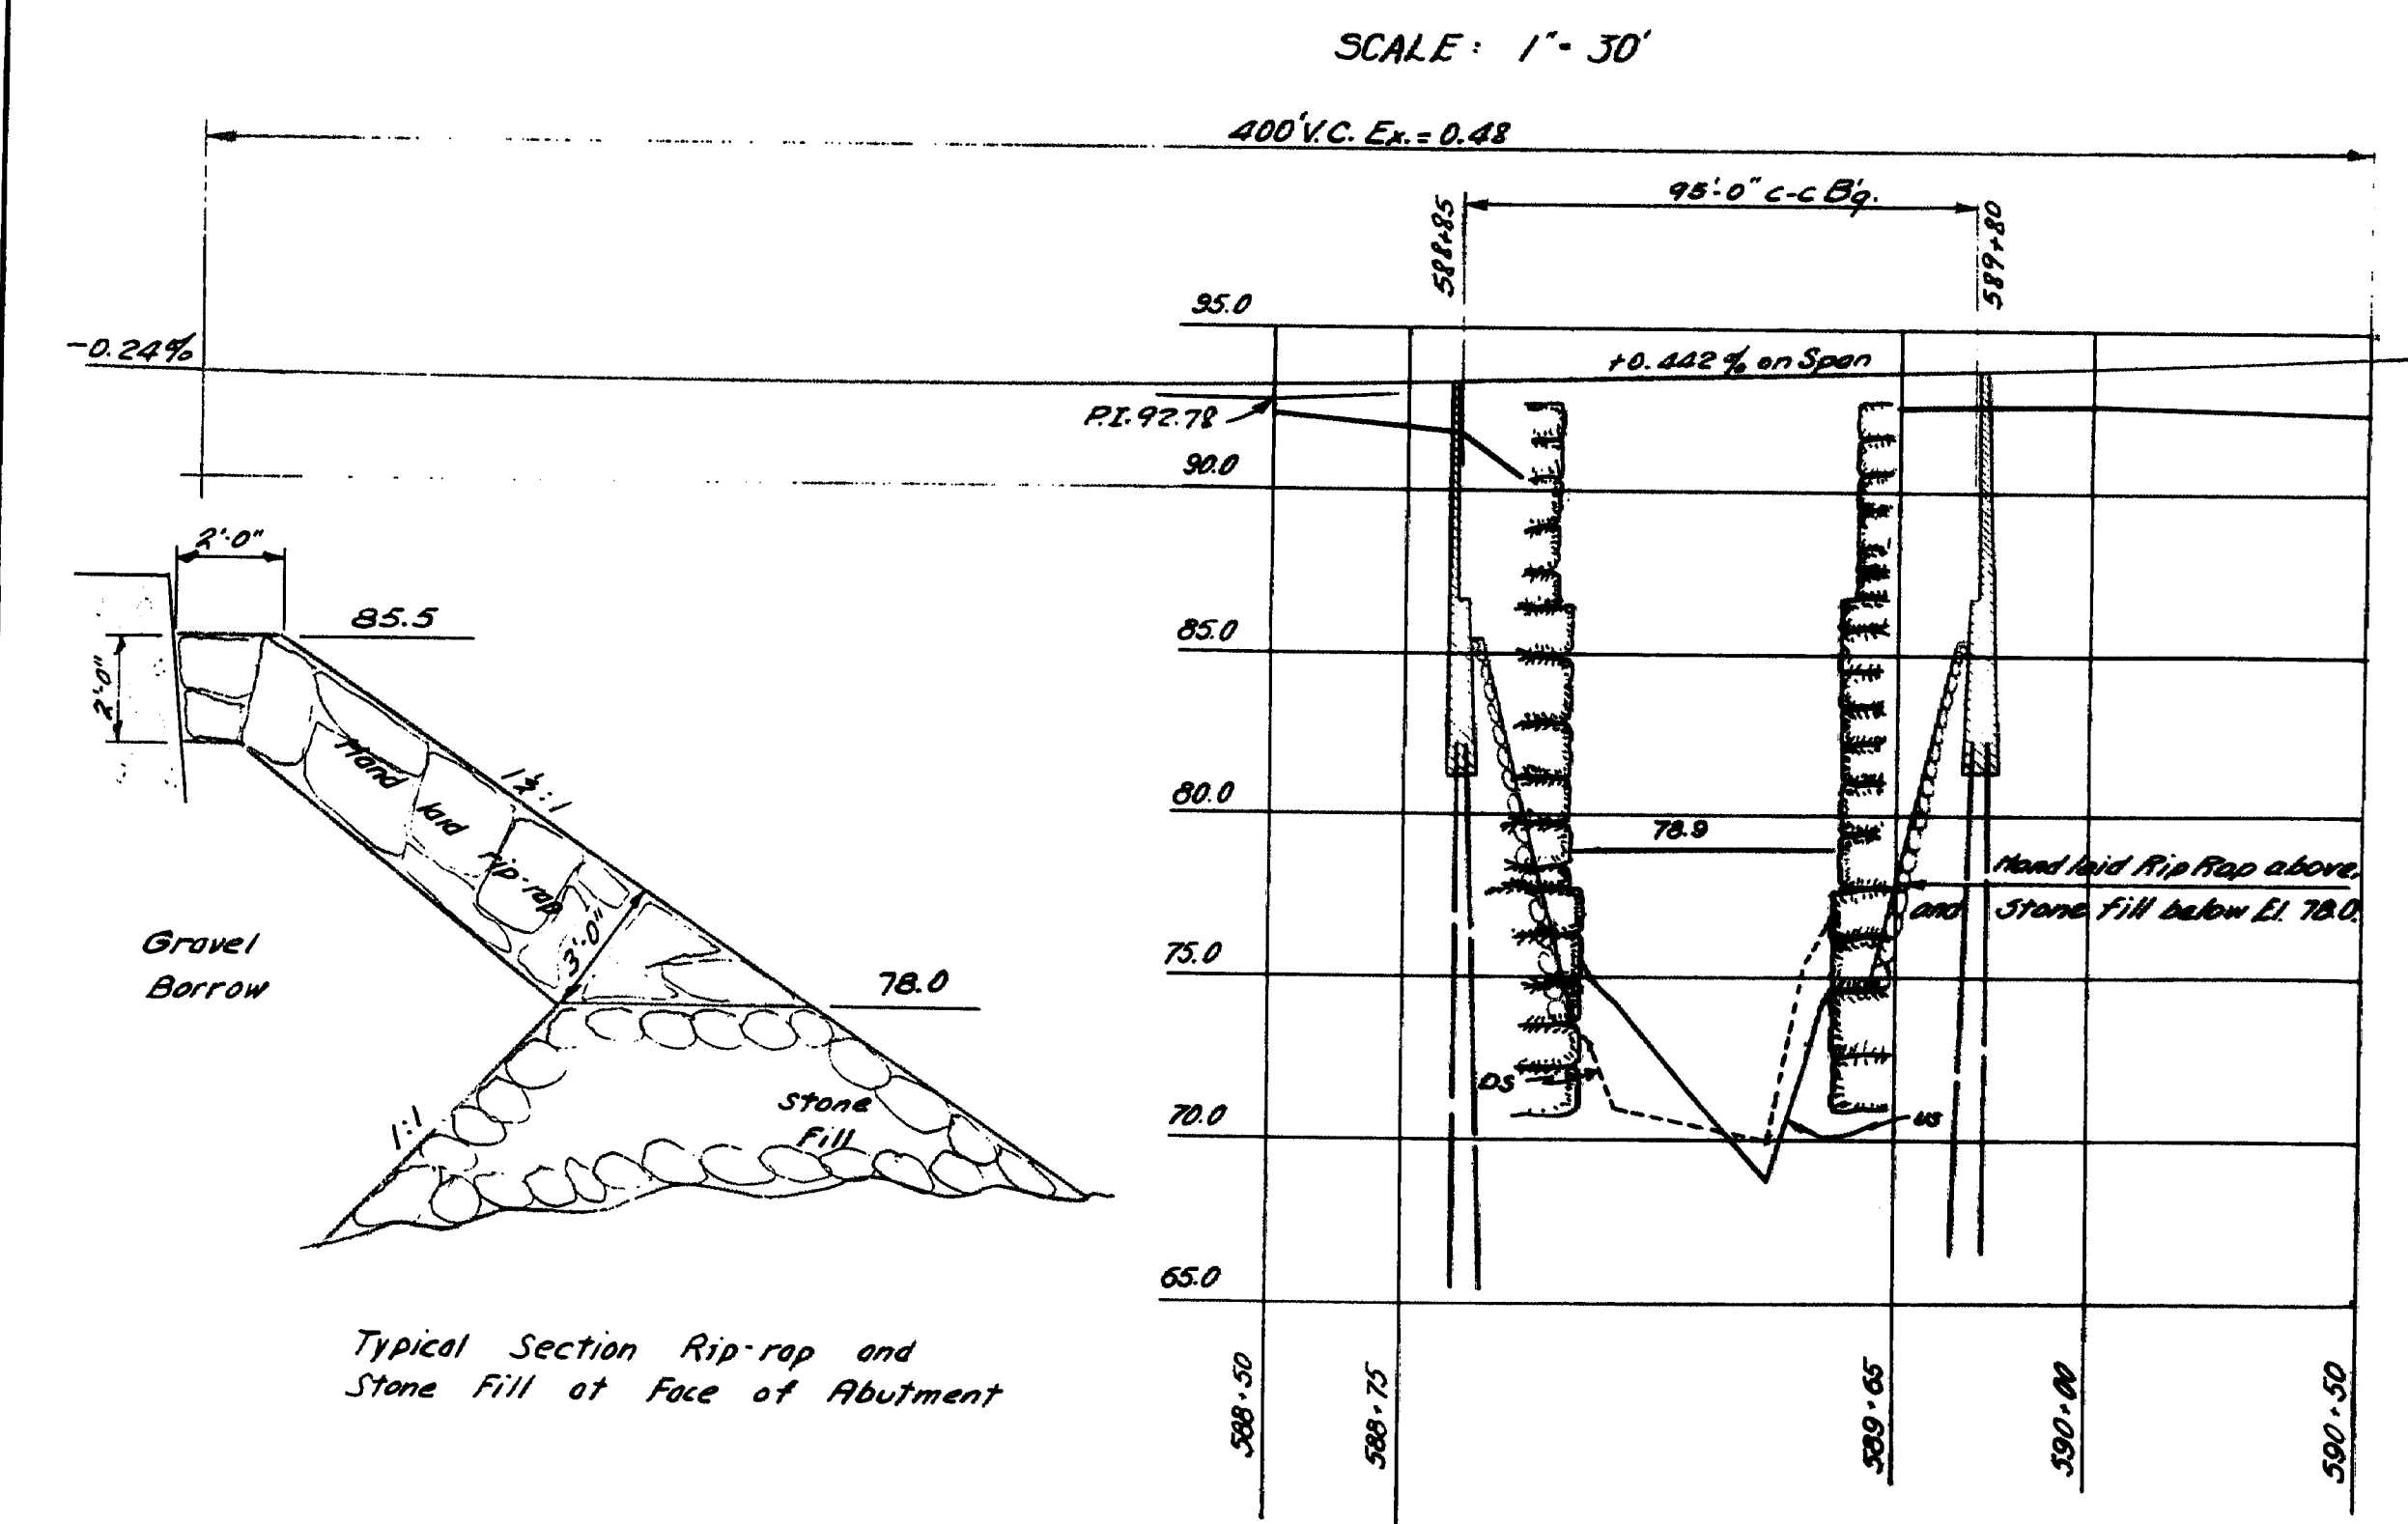 SCALE: 1"- 30'
400' V.C. Ex. = 0.48
95'-0" c-c B'g.
588+85
589+80
95.0
-0.24%
+0.442% on Span
P.I. 92.78
90.0
2'-0"
85.5
2'-0"
85.0
Hand laid rip-rap
1½:1
80.0
78.9
Hand laid Rip Rap above,
and Stone fill below El. 78.0.
3'-0"
Gravel
Borrow
78.0
75.0
DS
US
Stone
Fill
1:1
70.0
65.0
Typical Section Rip-rap and
Stone Fill at Face of Abutment
588+50
588+75
589+65
590+00
590+50